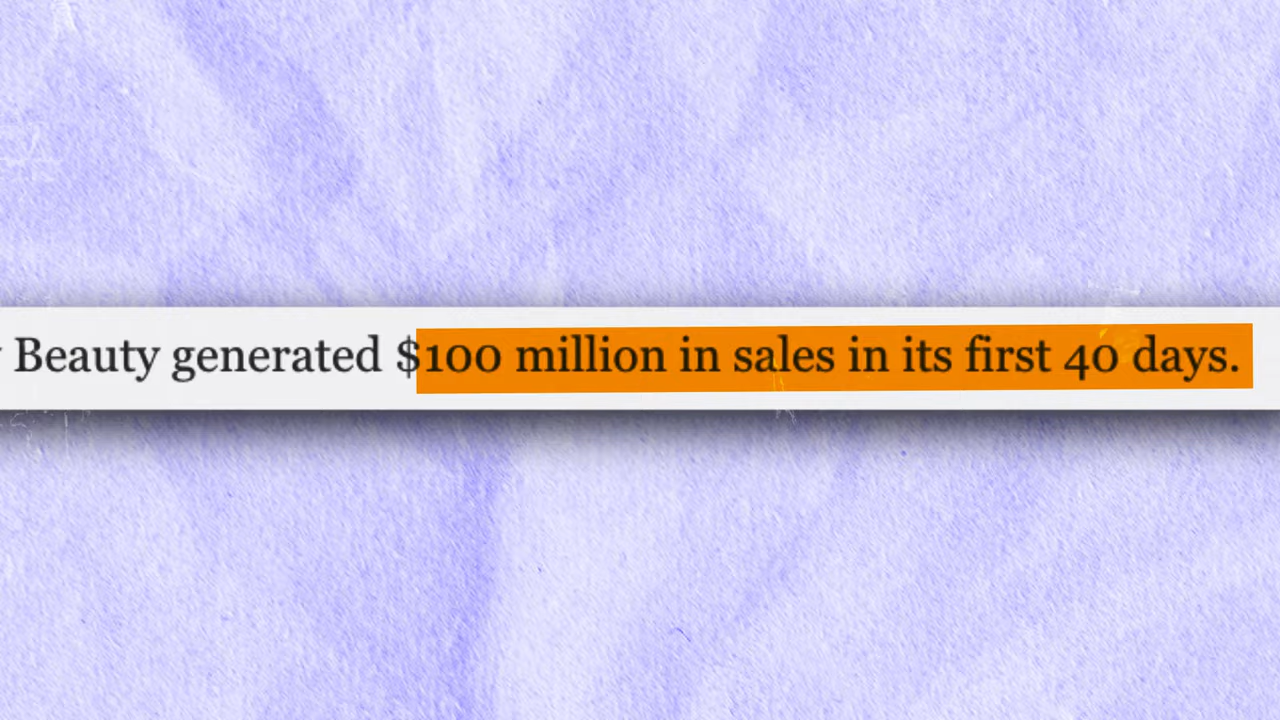 Beauty generated $100 million in sales in its first 40 days.